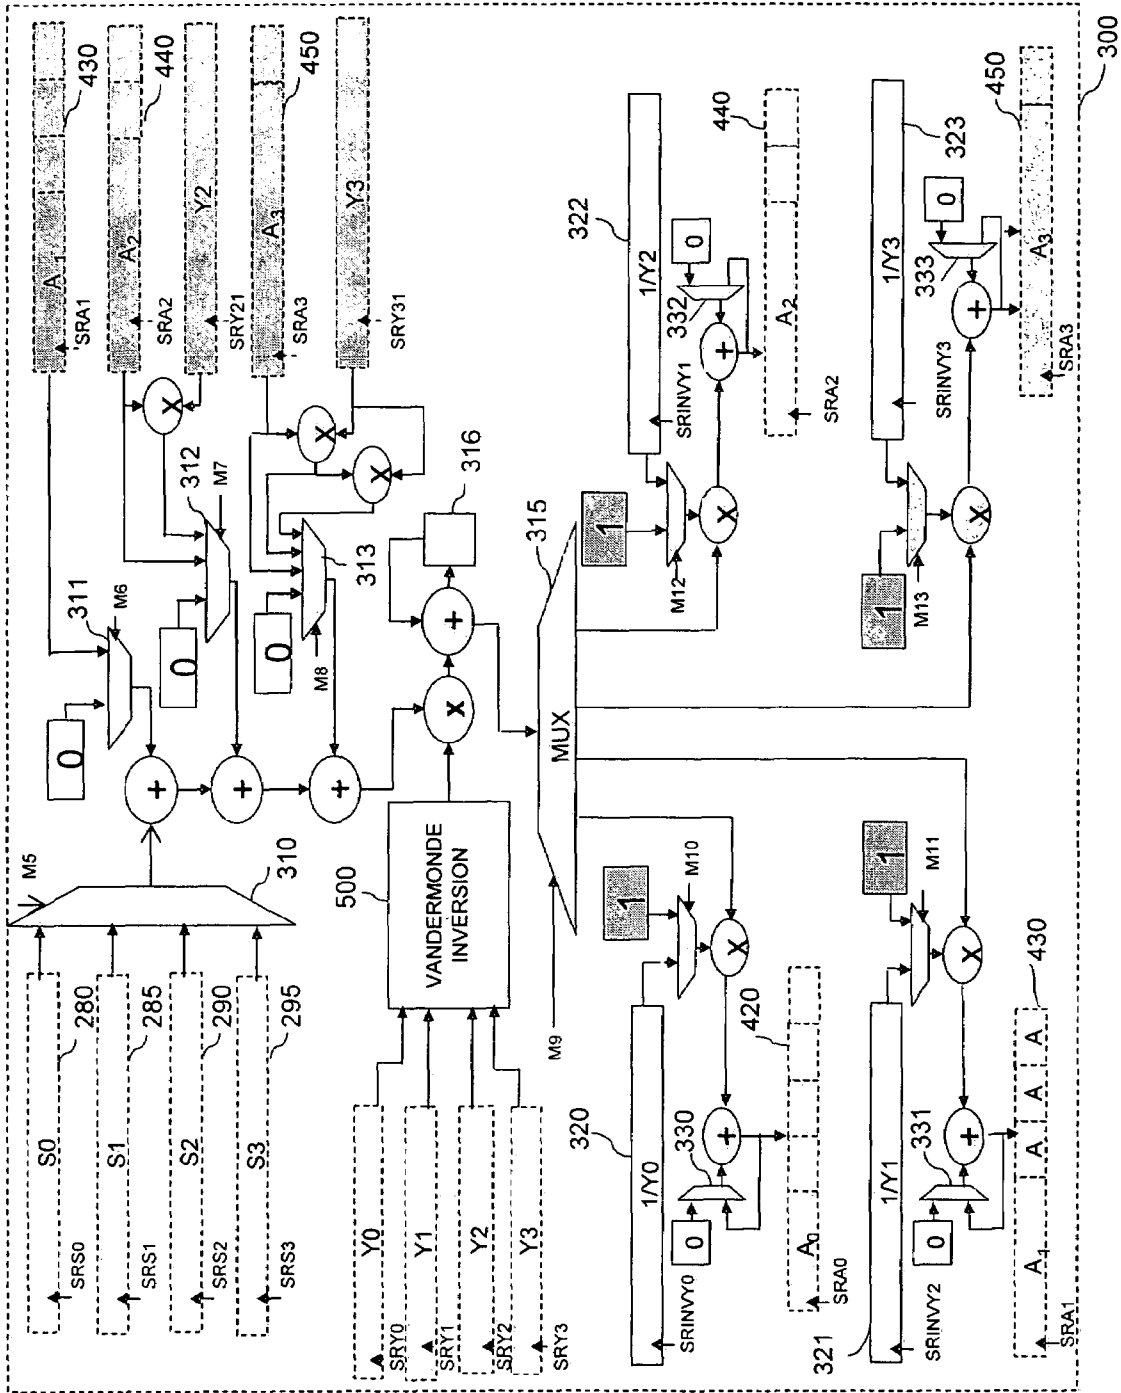 S0
280
SRS0
S1
285
SRS1
S2
290
SRS2
S3
295
SRS3
M5
310
0
311
M6
+
+
+
0
312
M7
0
313
M8
X
X
X
A1
430
SRA1
A2
440
SRA2
Y2
SRY21
A3
450
SRA3
Y3
SRY31
Y0
SRY0
Y1
SRY1
Y2
SRY2
Y3
SRY3
500
VANDERMONDE
INVERSION
X
+
316
315
MUX
M9
320
1/Y0
SRINVY0
1
M10
X
330
0
+
A0
420
SRA0
321
1/Y1
SRINVY2
1
M11
X
331
0
+
A1
A
A
A
430
SRA1
322
1/Y2
SRINVY1
1
M12
X
332
0
+
A2
440
SRA2
323
1/Y3
SRINVY3
1
M13
X
333
0
+
A3
450
SRA3
300